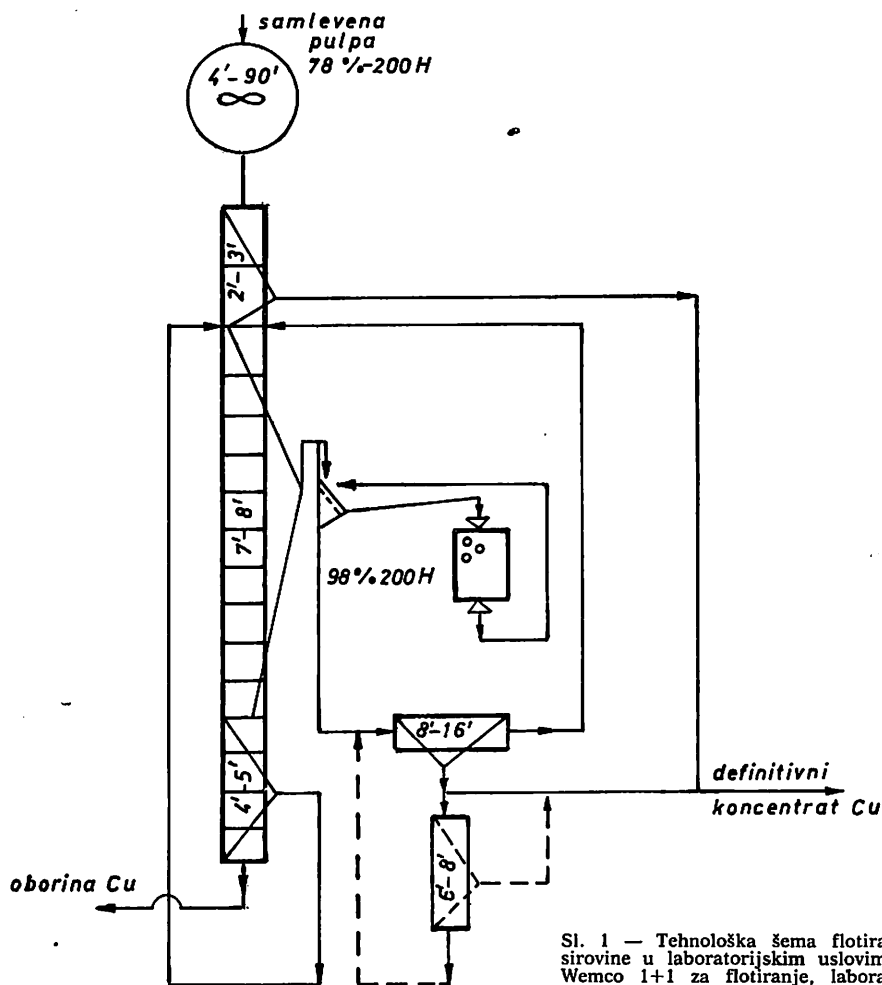 samlevena
pulpa
78 %-200 H
4'-90'
2'-3'
7'-8'
98% 200 H
8'-16'
4'-5'
6'-8'
definitivni
koncentrat Cu
oborina Cu
Sl. 1 — Tehnološka šema flotira
sirovine u laboratorijskim uslovim
Wemco 1+1 za flotiranje, labora